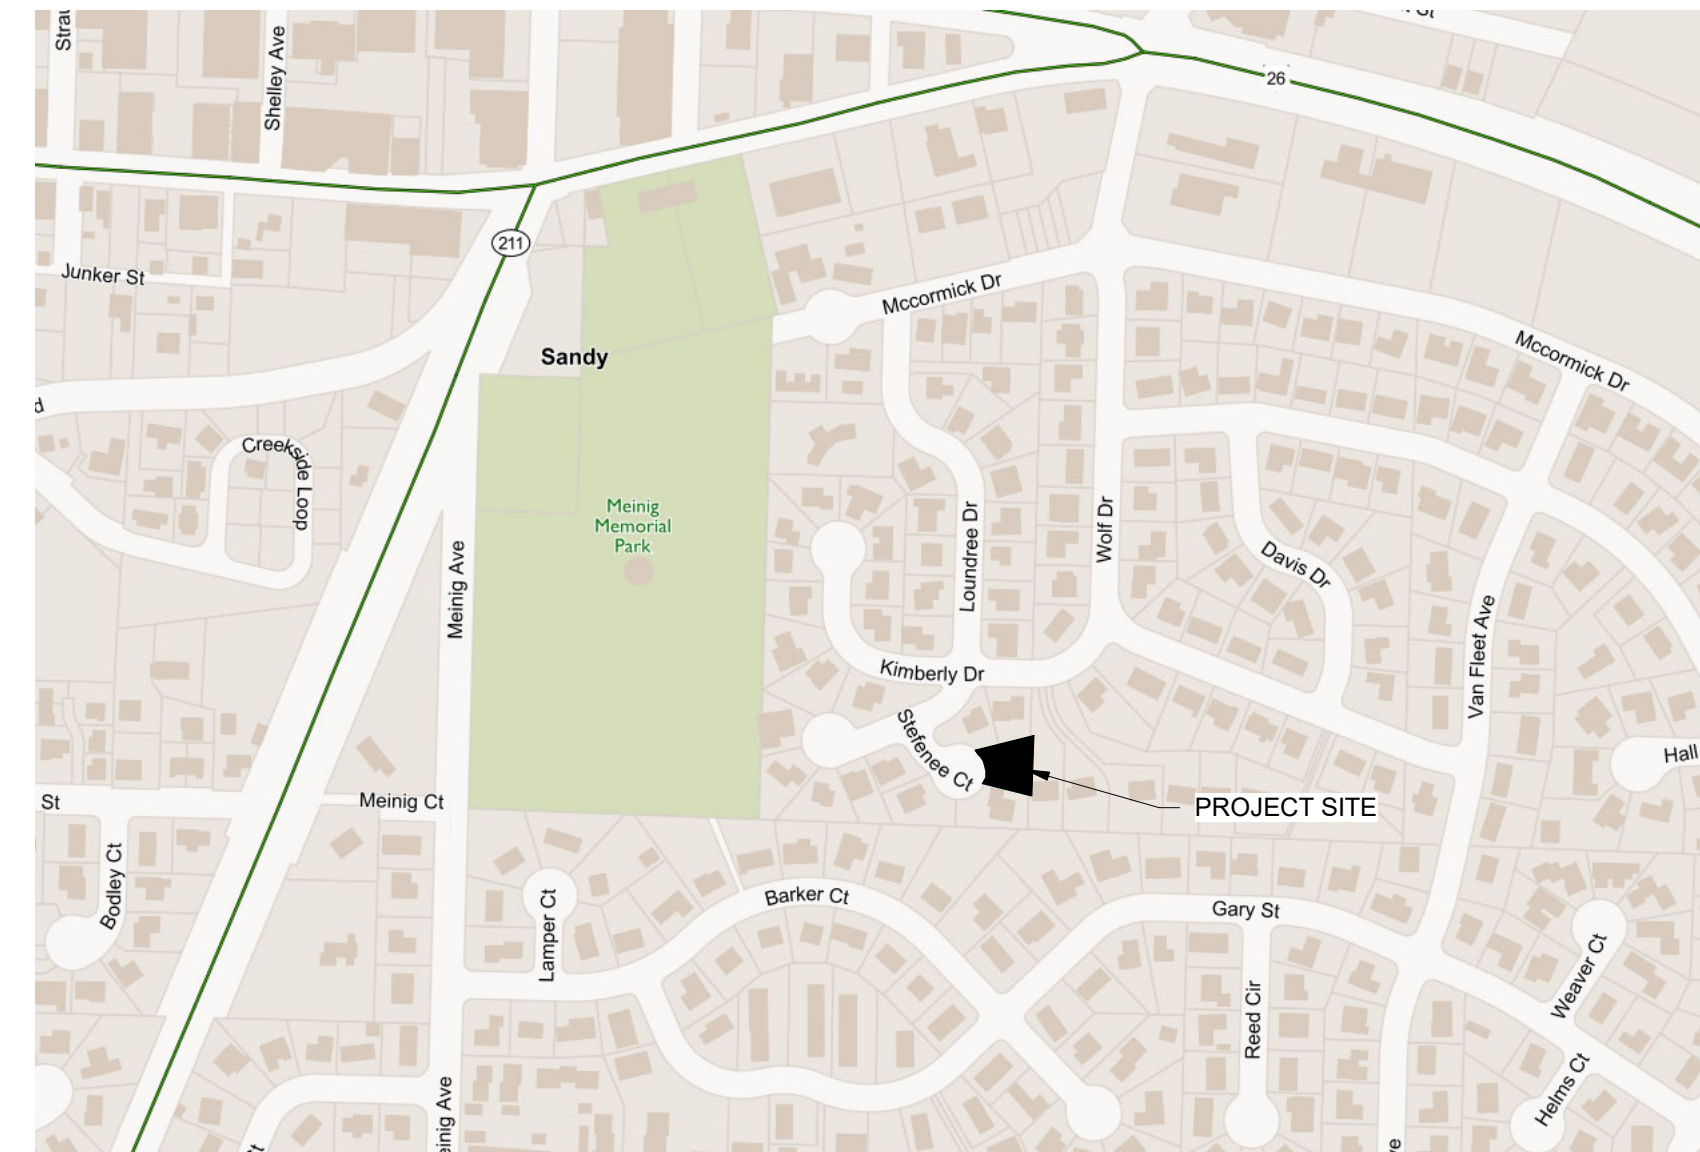 Shelley Ave
26
211
Junker St
Mccormick Dr
Mccormick Dr
Sandy
Creekside Loop
Meinig
Memorial
Park
Meinig Ave
Loundree Dr
Wolf Dr
Davis Dr
Van Fleet Ave
Kimberly Dr
Stefenee Ct
Hall
PROJECT SITE
St
Meinig Ct
Bodley Ct
Lamper Ct
Barker Ct
Gary St
Weaver Ct
Reed Cir
Helms Ct